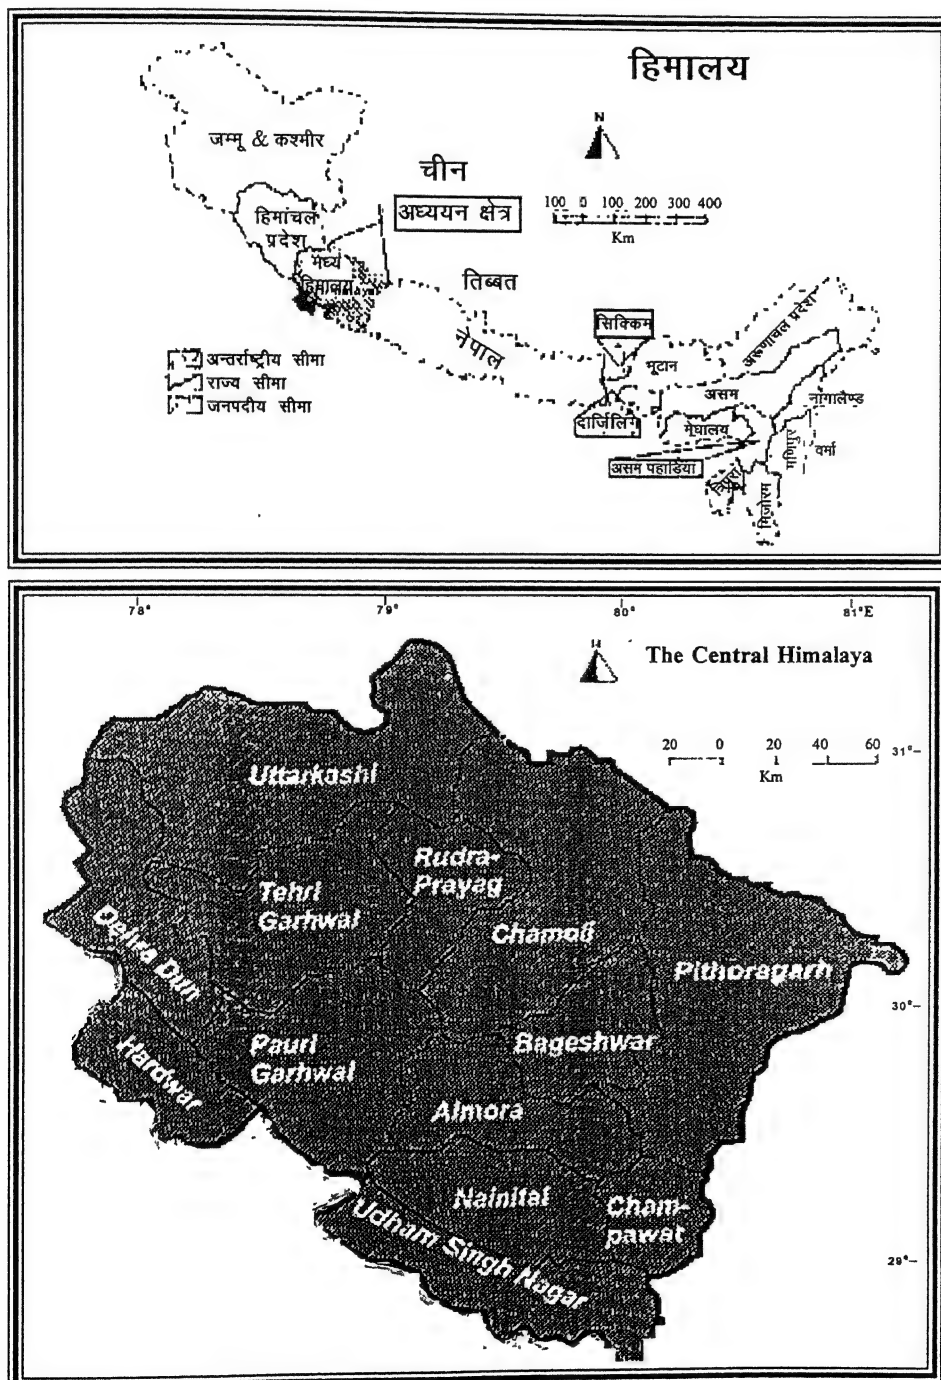 हिमालय
जम्मू & कश्मीर
N
चीन
अध्ययन क्षेत्र
100 0 100 200 300 400
Km
हिमांचल
प्रदेश
मध्य
हिमालय
तिब्बत
नेपाल
सिक्किम
भूटान
अरूणाचल प्रदेश
अन्तर्राष्ट्रीय सीमा
राज्य सीमा
जनपदीय सीमा
असम
नागालैण्ड
दार्जिलिंग
मेघालय
मणिपुर
वर्मा
असम पहाड़िया
त्रिपुरा
मिज़ोरम
78° 79° 80° 81°E
The Central Himalaya
20 0 20 40 60
Km
31°
Uttarkashi
Rudra-
Prayag
Tehri
Garhwal
Chamoli
Dehra Dun
Pithoragarh
30°
Hardwar
Pauri
Garhwal
Bageshwar
Almora
Nainital
Cham-
pawat
Udham Singh Nagar
29°